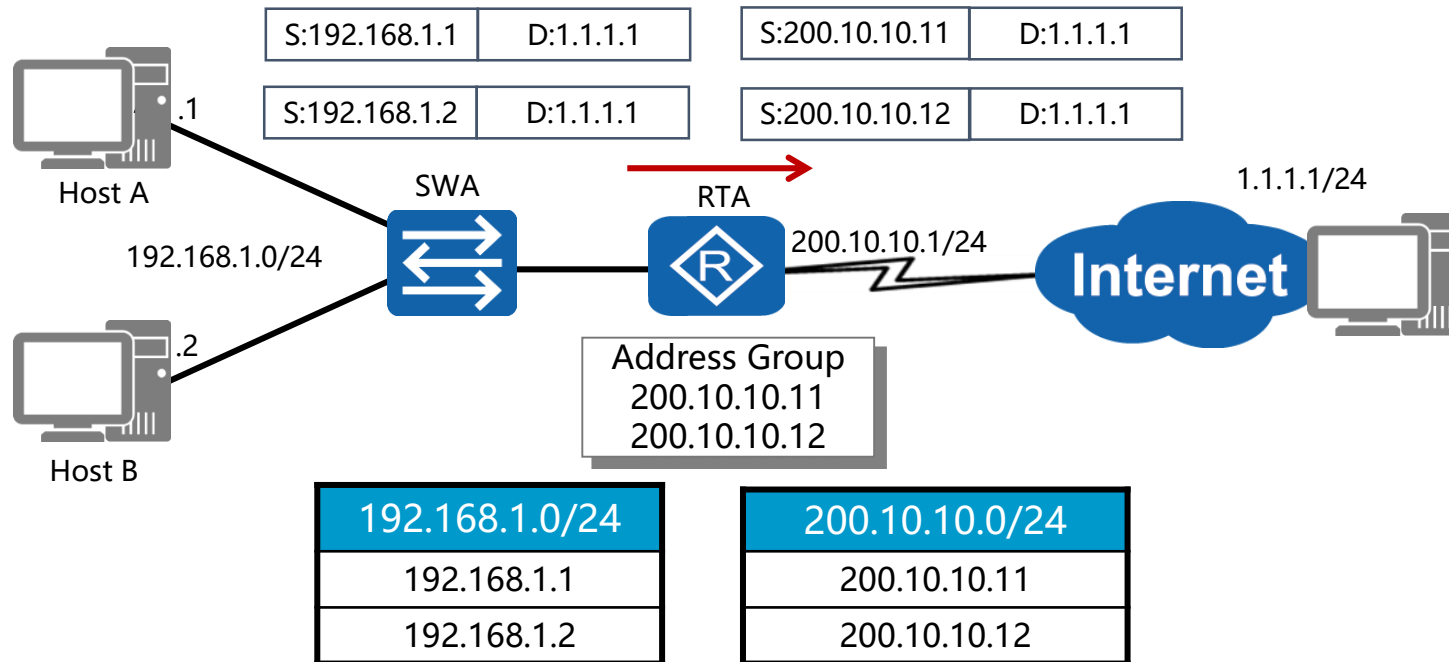 S:192.168.1.1 D:1.1.1.1 S:200.10.10.11 D:1.1.1.1
S:192.168.1.2 D:1.1.1.1 S:200.10.10.12 D:1.1.1.1
.1
Host A
SWA
RTA
1.1.1.1/24
192.168.1.0/24
200.10.10.1/24
R
Internet
.2
Host B
Address Group
200.10.10.11
200.10.10.12
192.168.1.0/24 200.10.10.0/24
192.168.1.1 200.10.10.11
192.168.1.2 200.10.10.12